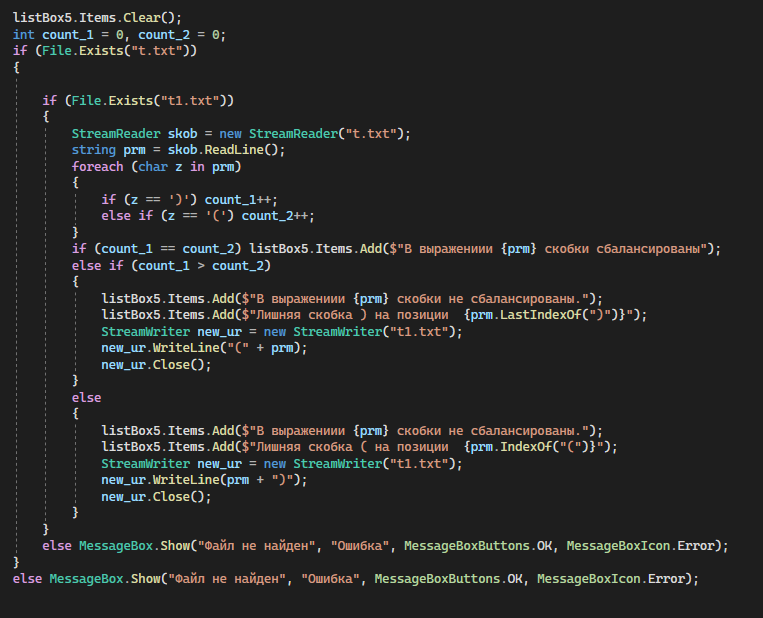 listBox5.Items.Clear();
int count_1 = 0, count_2 = 0;
if (File.Exists("t.txt"))
{
if (File.Exists("t1.txt"))
{
StreamReader skob = new StreamReader("t.txt");
string prm = skob.ReadLine();
foreach (char z in prm)
{
if (z == ')') count_1++;
else if (z == '(') count_2++;
}
if (count_1 == count_2) listBox5.Items.Add($"В выражениии {prm} скобки сбалансированы");
else if (count_1 > count_2)
{
listBox5.Items.Add($"В выражениии {prm} скобки не сбалансированы.");
listBox5.Items.Add($"Лишняя скобка ) на позиции  {prm.LastIndexOf(")")}");
StreamWriter new_ur = new StreamWriter("t1.txt");
new_ur.WriteLine("(" + prm);
new_ur.Close();
}
else
{
listBox5.Items.Add($"В выражениии {prm} скобки не сбалансированы.");
listBox5.Items.Add($"Лишняя скобка ( на позиции  {prm.IndexOf("(")}");
StreamWriter new_ur = new StreamWriter("t1.txt");
new_ur.WriteLine(prm + ")");
new_ur.Close();
}
}
else MessageBox.Show("Файл не найден", "Ошибка", MessageBoxButtons.OK, MessageBoxIcon.Error);
}
else MessageBox.Show("Файл не найден", "Ошибка", MessageBoxButtons.OK, MessageBoxIcon.Error);